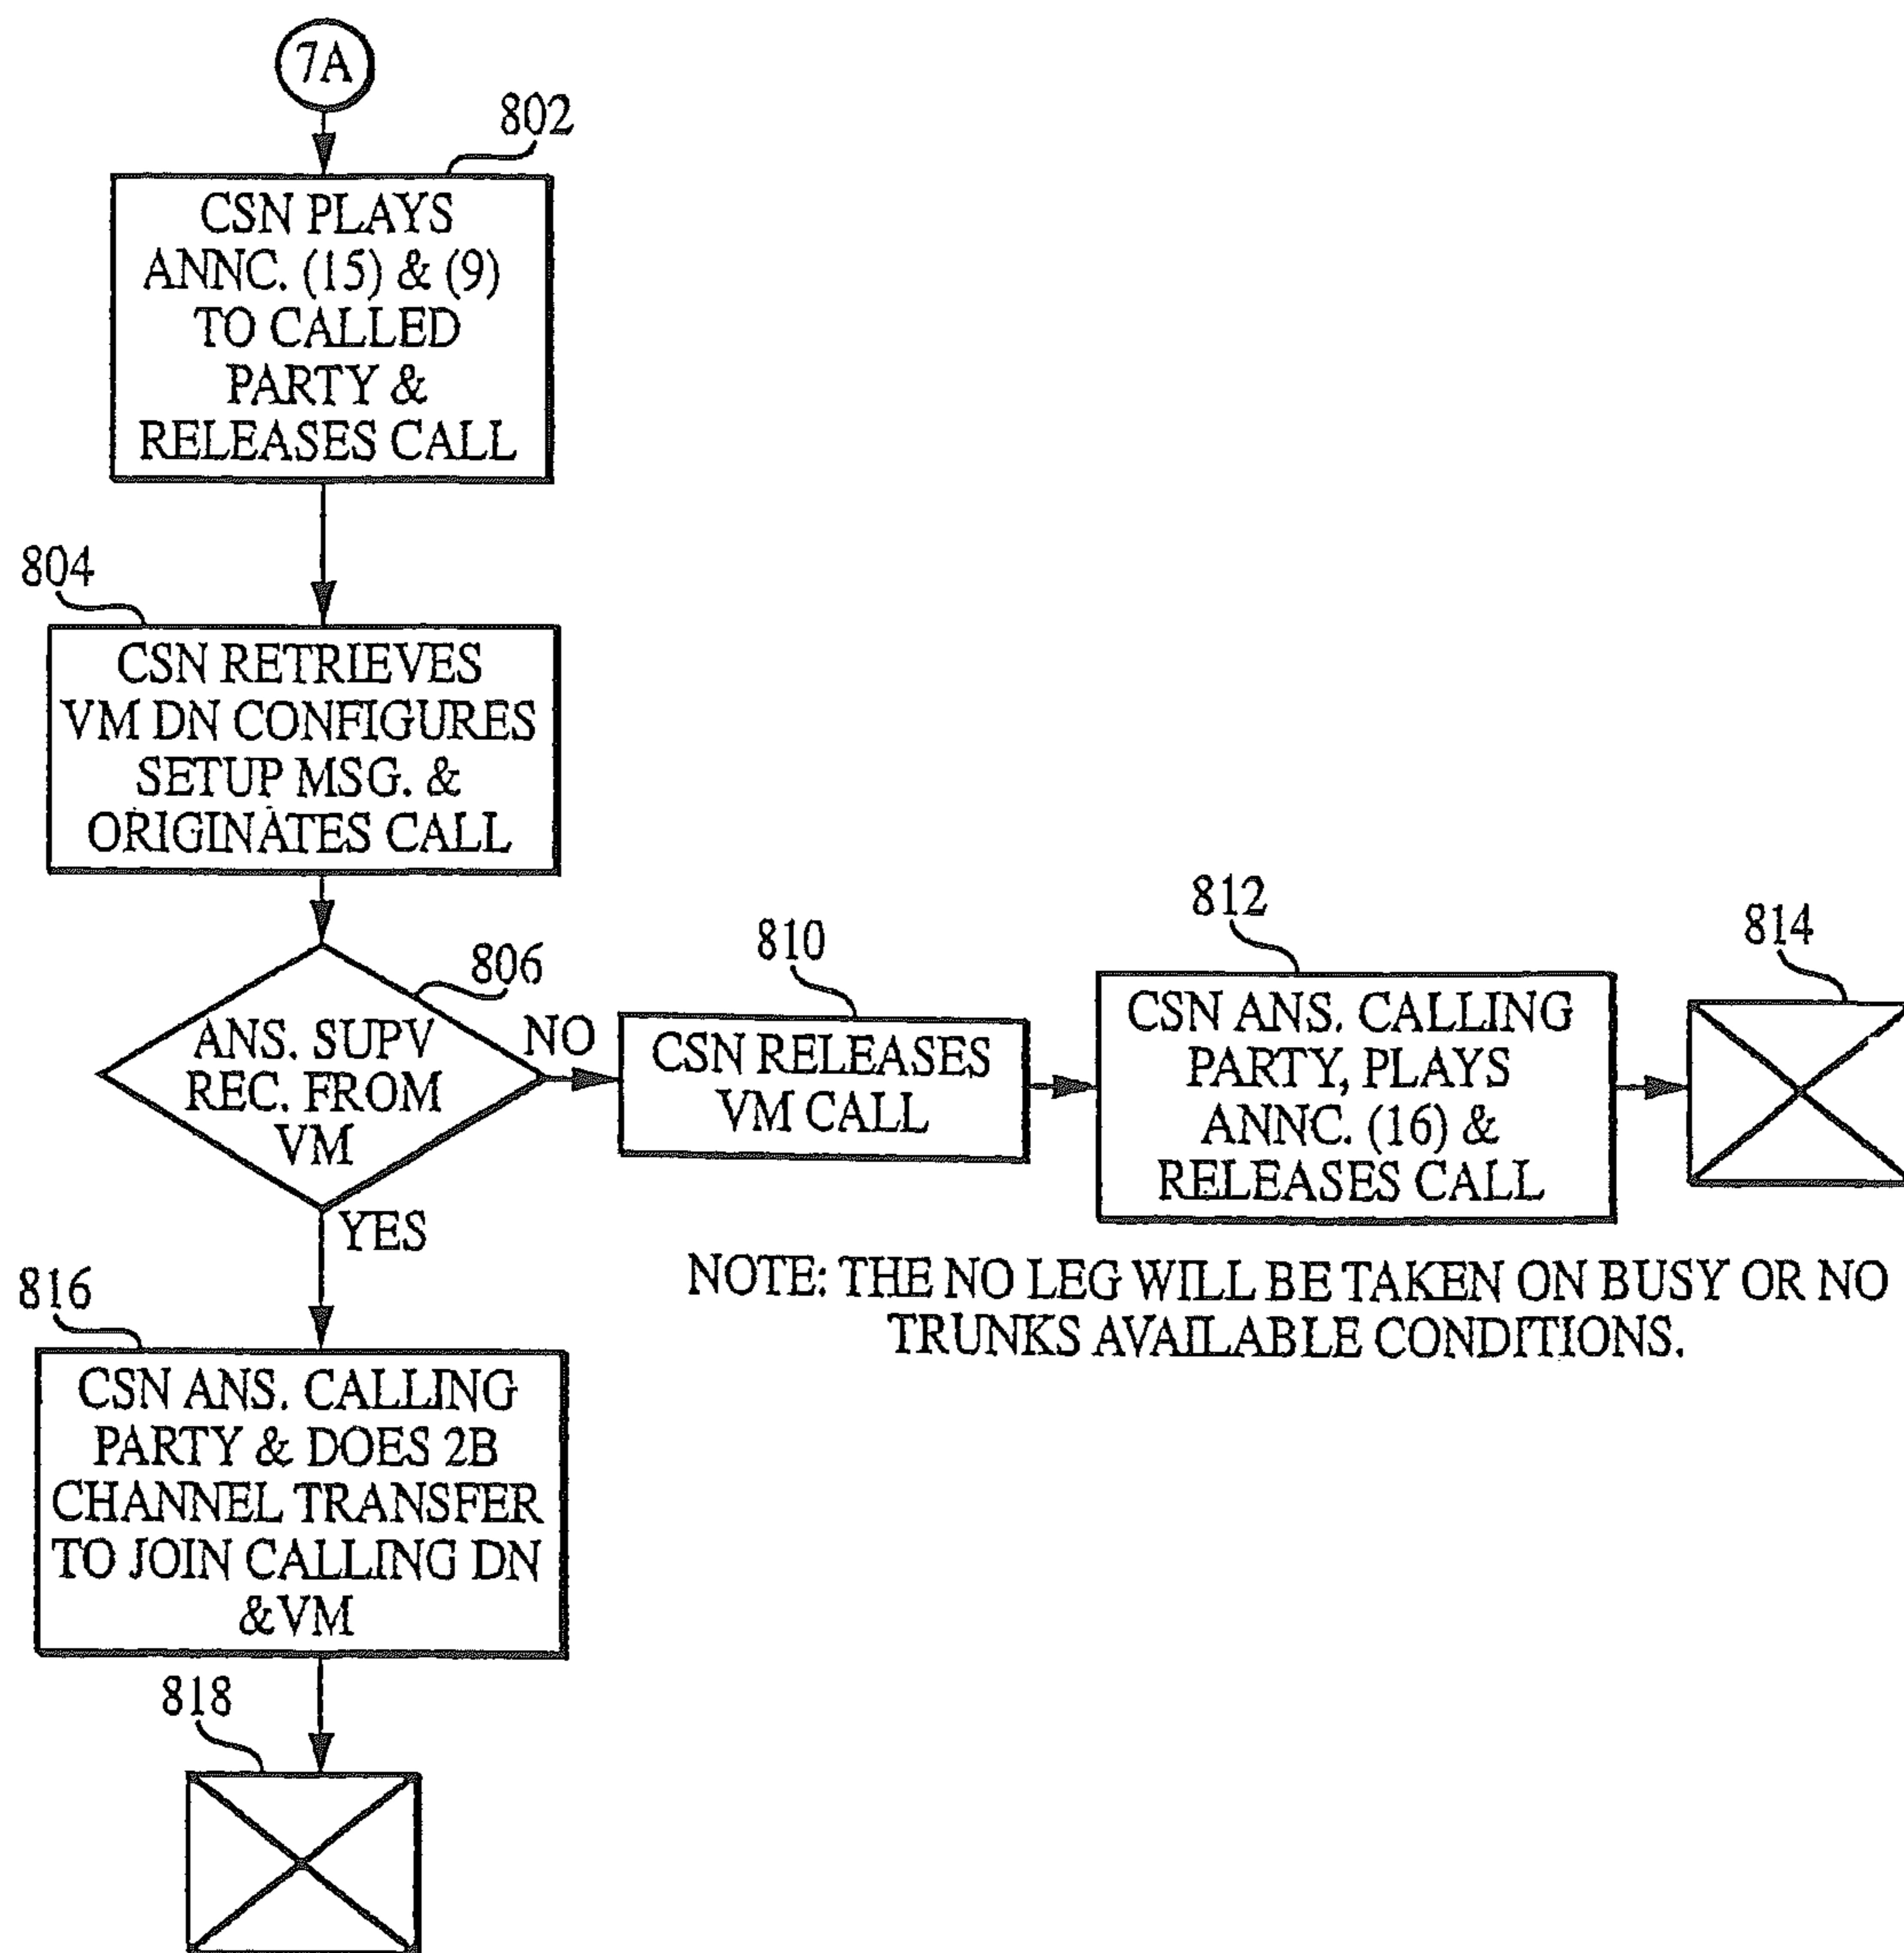 7A
802
CSN PLAYS
ANNC. (15) & (9)
TO CALLED
PARTY &
RELEASES CALL
804
CSN RETRIEVES
VM DN CONFIGURES
SETUP MSG. &
ORIGINATES CALL
806
ANS. SUPV
REC. FROM
VM
NO
810
CSN RELEASES
VM CALL
812
CSN ANS. CALLING
PARTY, PLAYS
ANNC. (16) &
RELEASES CALL
814
YES
NOTE: THE NO LEG WILL BE TAKEN ON BUSY OR NO
TRUNKS AVAILABLE CONDITIONS.
816
CSN ANS. CALLING
PARTY & DOES 2B
CHANNEL TRANSFER
TO JOIN CALLING DN
&VM
818